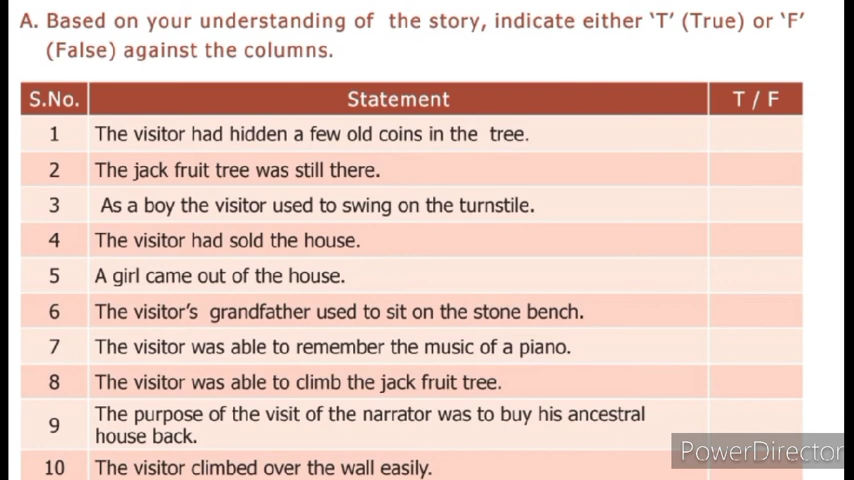 A. Based on your understanding of the story, indicate either ‘T’ (True) or ‘F’
(False) against the columns.
S.No. Statement T / F
1 The visitor had hidden a few old coins in the tree.
2 The jack fruit tree was still there.
3 As a boy the visitor used to swing on the turnstile.
4 The visitor had sold the house.
5 A girl came out of the house.
6 The visitor’s grandfather used to sit on the stone bench.
7 The visitor was able to remember the music of a piano.
8 The visitor was able to climb the jack fruit tree.
9 The purpose of the visit of the narrator was to buy his ancestral
house back.
PowerDirector
10 The visitor climbed over the wall easily.